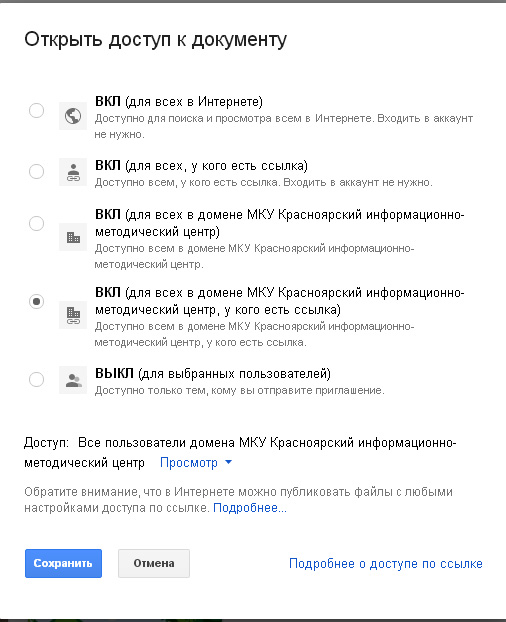 Открыть доступ к документу
ВКЛ (для всех в Интернете)
Доступно для поиска и просмотра всем в Интернете. Входить в аккаунт
не нужно.
ВКЛ (для всех, у кого есть ссылка)
Доступно всем, у кого есть ссылка. Входить в аккаунт не нужно.
ВКЛ (для всех в домене МКУ Красноярский информационно-
методический центр)
Доступно всем в домене МКУ Красноярский информационно-
методический центр.
ВКЛ (для всех в домене МКУ Красноярский информационно-
методический центр, у кого есть ссылка)
Доступно всем в домене МКУ Красноярский информационно-
методический центр, у кого есть ссылка.
ВЫКЛ (для выбранных пользователей)
Доступно только тем, кому вы отправите приглашение.
Доступ: Все пользователи домена МКУ Красноярский информационно-
методический центр Просмотр
Обратите внимание, что в Интернете можно публиковать файлы с любыми
настройками доступа по ссылке. Подробнее...
Сохранить Отмена Подробнее о доступе по ссылке